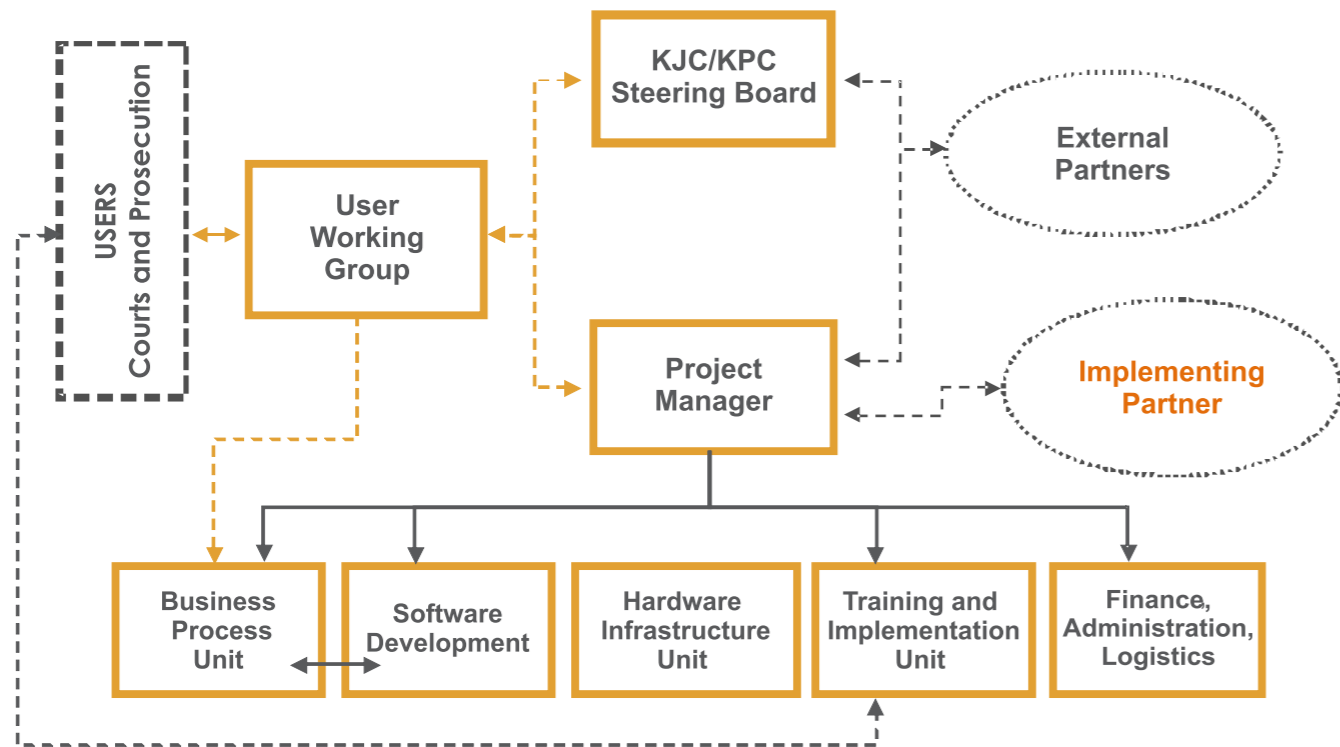 USERS
Courts and Prosecution
User
Working
Group
KJC/KPC
Steering Board
External
Partners
Project
Manager
Implementing
Partner
Business
Process
Unit
Software
Development
Hardware
Infrastructure
Unit
Training and
Implementation
Unit
Finance,
Administration,
Logistics